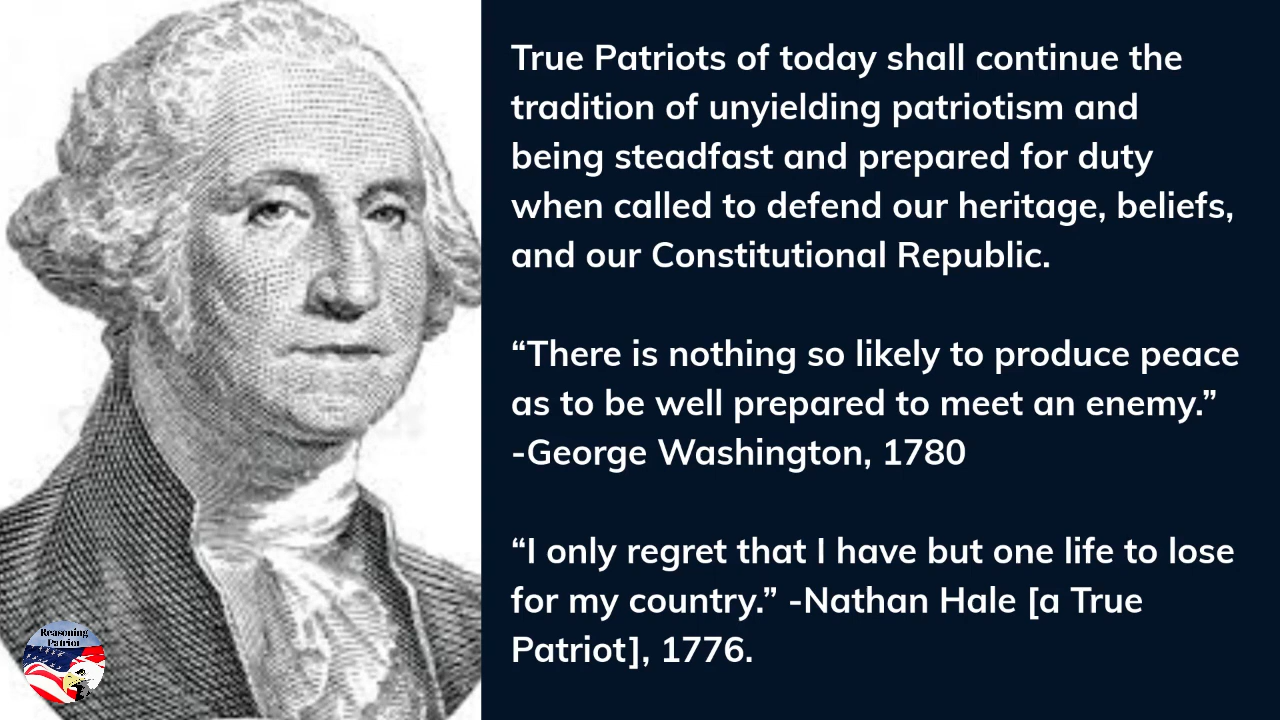 True Patriots of today shall continue the
tradition of unyielding patriotism and
being steadfast and prepared for duty
when called to defend our heritage, beliefs,
and our Constitutional Republic.
“There is nothing so likely to produce peace
as to be well prepared to meet an enemy.”
-George Washington, 1780
“I only regret that I have but one life to lose
for my country.” -Nathan Hale [a True
Patriot], 1776.
Reasoning
Patriot